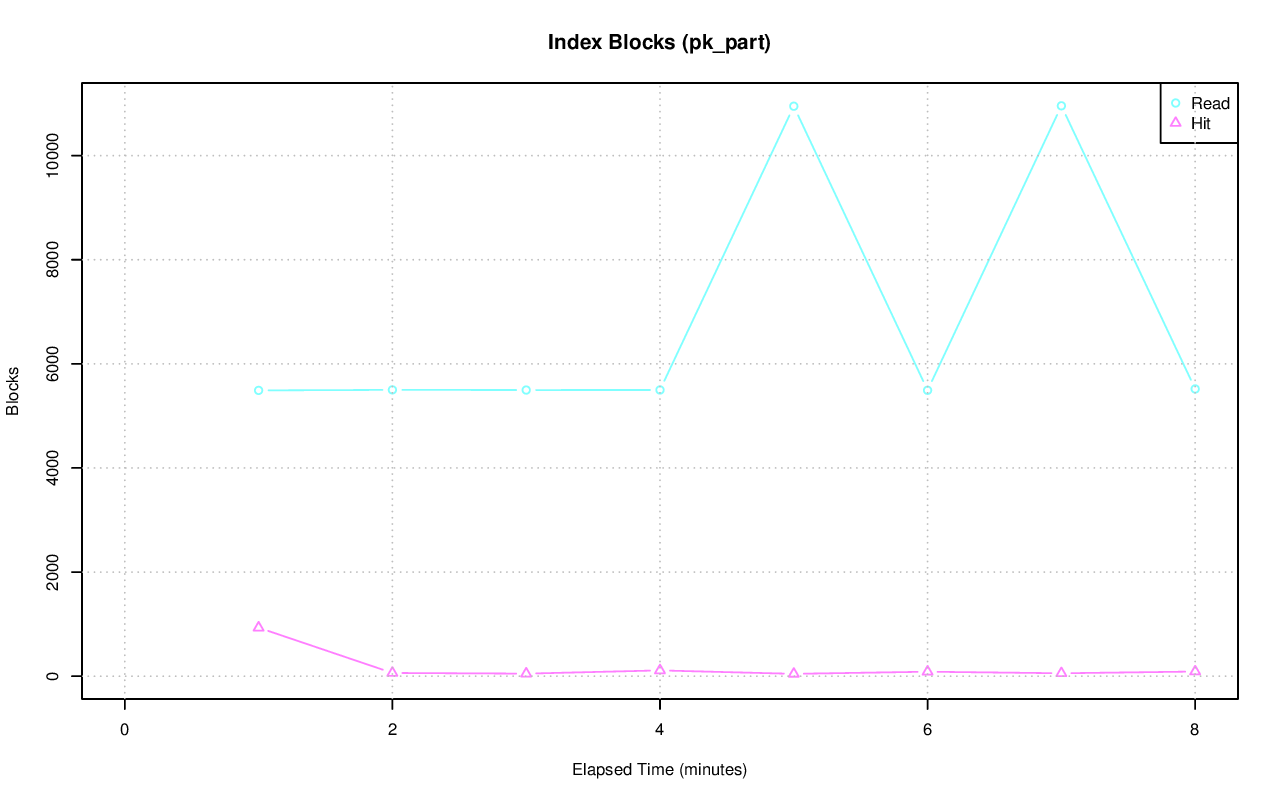 Index Blocks (pk_part)
Read
Hit
Blocks
10000
8000
6000
4000
2000
0
0 2 4 6 8
Elapsed Time (minutes)